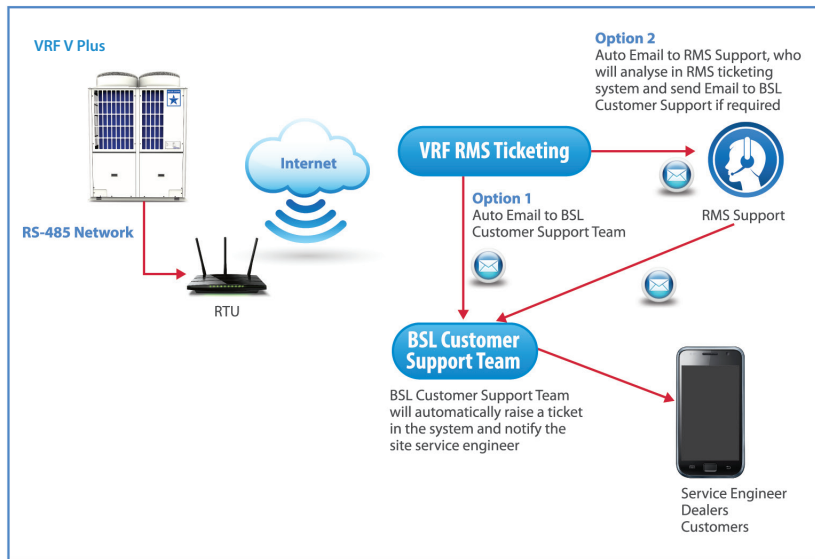 VRF V Plus
RS-485 Network
RTU
Internet
VRF RMS Ticketing
Option 1
Auto Email to BSL
Customer Support Team
Option 2
Auto Email to RMS Support, who
will analyse in RMS ticketing
system and send Email to BSL
Customer Support if required
RMS Support
BSL Customer
Support Team
BSL Customer Support Team
will automatically raise a ticket
in the system and notify the
site service engineer
Service Engineer
Dealers
Customers